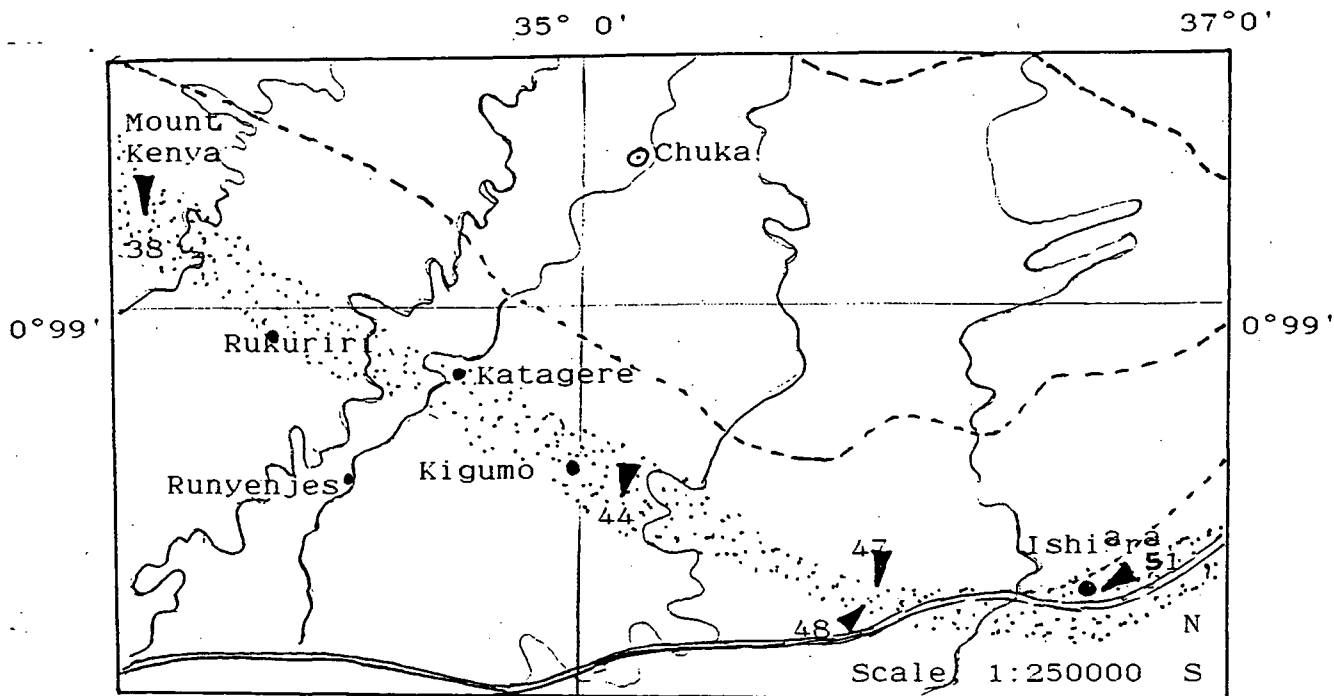 35° 0'
37° 0'
Mount
Kenya
Chuka
38
0°99'
0°99'
Rukuriri
Katagere
Kigumo
Runyenjes
44
47
Ishiara
51
48
N
Scale 1:250000 S